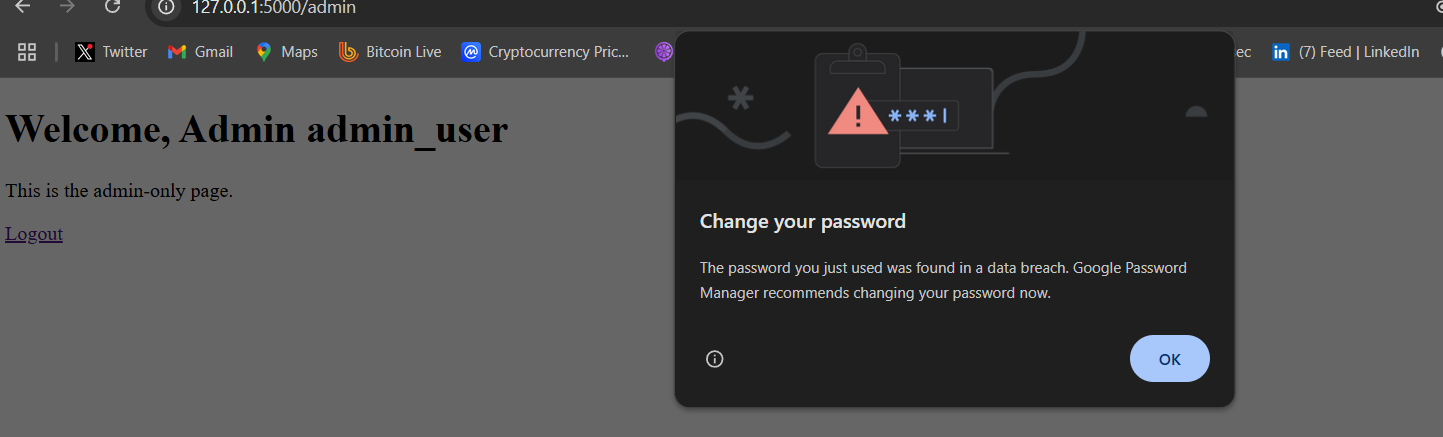 127.0.0.1:5000/admin
Twitter Gmail Maps Bitcoin Live Cryptocurrency Pric... ec (7) Feed | LinkedIn
Welcome, Admin admin_user
This is the admin-only page.
Logout
***|
Change your password
The password you just used was found in a data breach. Google Password
Manager recommends changing your password now.
OK